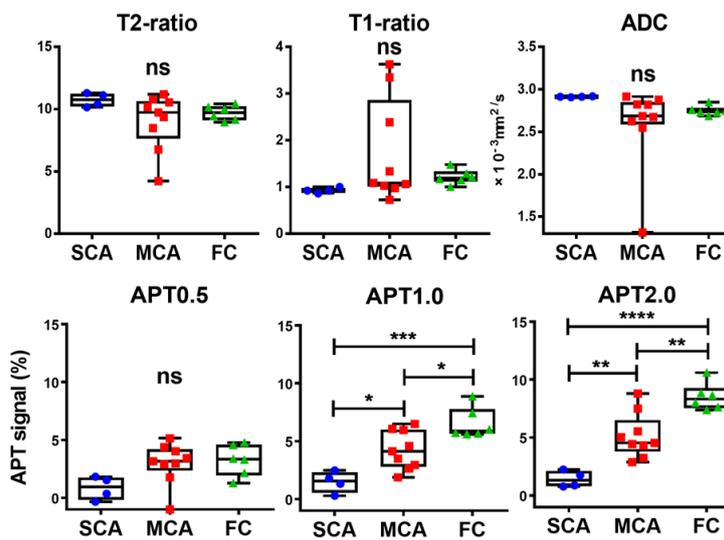 T2-ratio
15
10
5
0
ns
SCA MCA FC
T1-ratio
4
3
2
1
0
ns
SCA MCA FC
ADC
× 10⁻³mm²/s
3.0
2.5
2.0
1.5
ns
SCA MCA FC
APT0.5
APT signal (%)
15
10
5
0
ns
SCA MCA FC
APT1.0
15
10
5
0
***
*
*
SCA MCA FC
APT2.0
15
10
5
0
****
**
**
SCA MCA FC